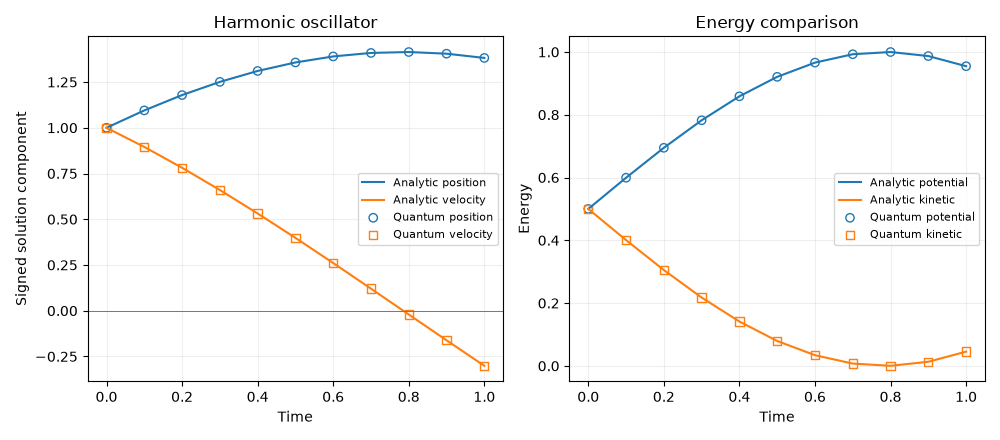 Harmonic oscillator
Signed solution component
1.25
1.00
0.75
0.50
0.25
0.00
−0.25
Analytic position
Analytic velocity
Quantum position
Quantum velocity
0.0 0.2 0.4 0.6 0.8 1.0
Time
Energy comparison
Energy
1.0
0.8
0.6
0.4
0.2
0.0
Analytic potential
Analytic kinetic
Quantum potential
Quantum kinetic
0.0 0.2 0.4 0.6 0.8 1.0
Time